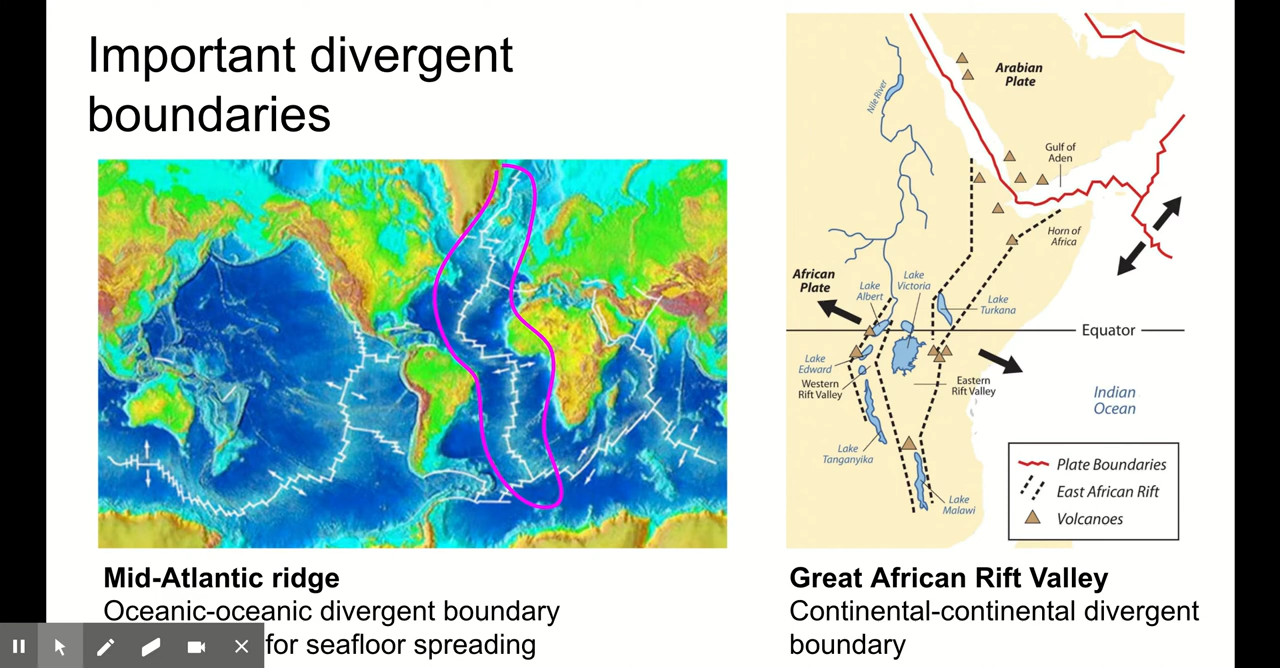 Important divergent
boundaries
Mid-Atlantic ridge
Oceanic-oceanic divergent boundary
for seafloor spreading
Nile River
Arabian
Plate
Gulf of
Aden
Horn of
Africa
African
Plate
Lake
Albert
Lake
Victoria
Lake
Turkana
Equator
Lake
Edward
Western
Rift Valley
Eastern
Rift Valley
Indian
Ocean
Lake
Tanganyika
Lake
Malawi
Plate Boundaries
East African Rift
Volcanoes
Great African Rift Valley
Continental-continental divergent
boundary